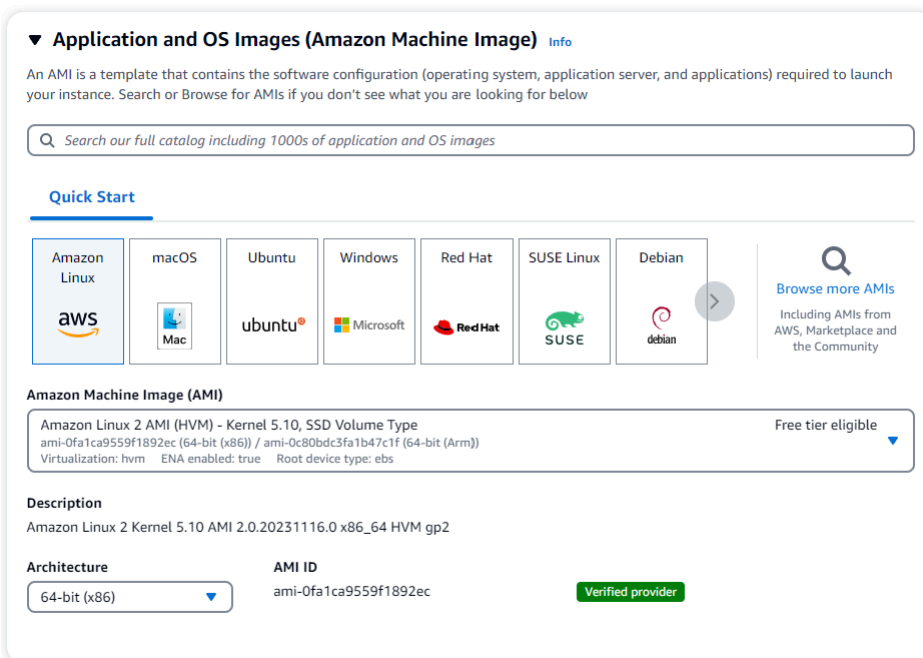 Application and OS Images (Amazon Machine Image) Info
An AMI is a template that contains the software configuration (operating system, application server, and applications) required to launch
your instance. Search or Browse for AMIs if you don't see what you are looking for below
Search our full catalog including 1000s of application and OS images
Quick Start
Amazon
Linux
aws
macOS
Mac
Ubuntu
ubuntu
Windows
Microsoft
Red Hat
Red Hat
SUSE Linux
SUSE
Debian
debian
Browse more AMIs
Including AMIs from
AWS, Marketplace and
the Community
Amazon Machine Image (AMI)
Amazon Linux 2 AMI (HVM) - Kernel 5.10, SSD Volume Type
Free tier eligible
ami-0fa1ca9559f1892ec (64-bit (x86)) / ami-0c80bdc3fa1b47c1f (64-bit (Arm))
Virtualization: hvm ENA enabled: true Root device type: ebs
Description
Amazon Linux 2 Kernel 5.10 AMI 2.0.20231116.0 x86_64 HVM gp2
Architecture
64-bit (x86)
AMI ID
ami-0fa1ca9559f1892ec
Verified provider